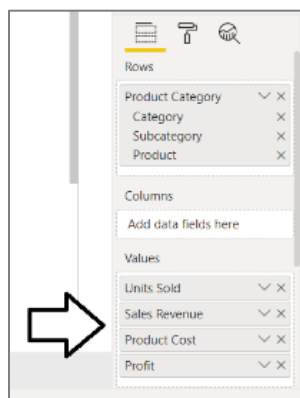 Rows
Product Category
Category
Subcategory
Product
Columns
Add data fields here
Values
Units Sold
Sales Revenue
Product Cost
Profit